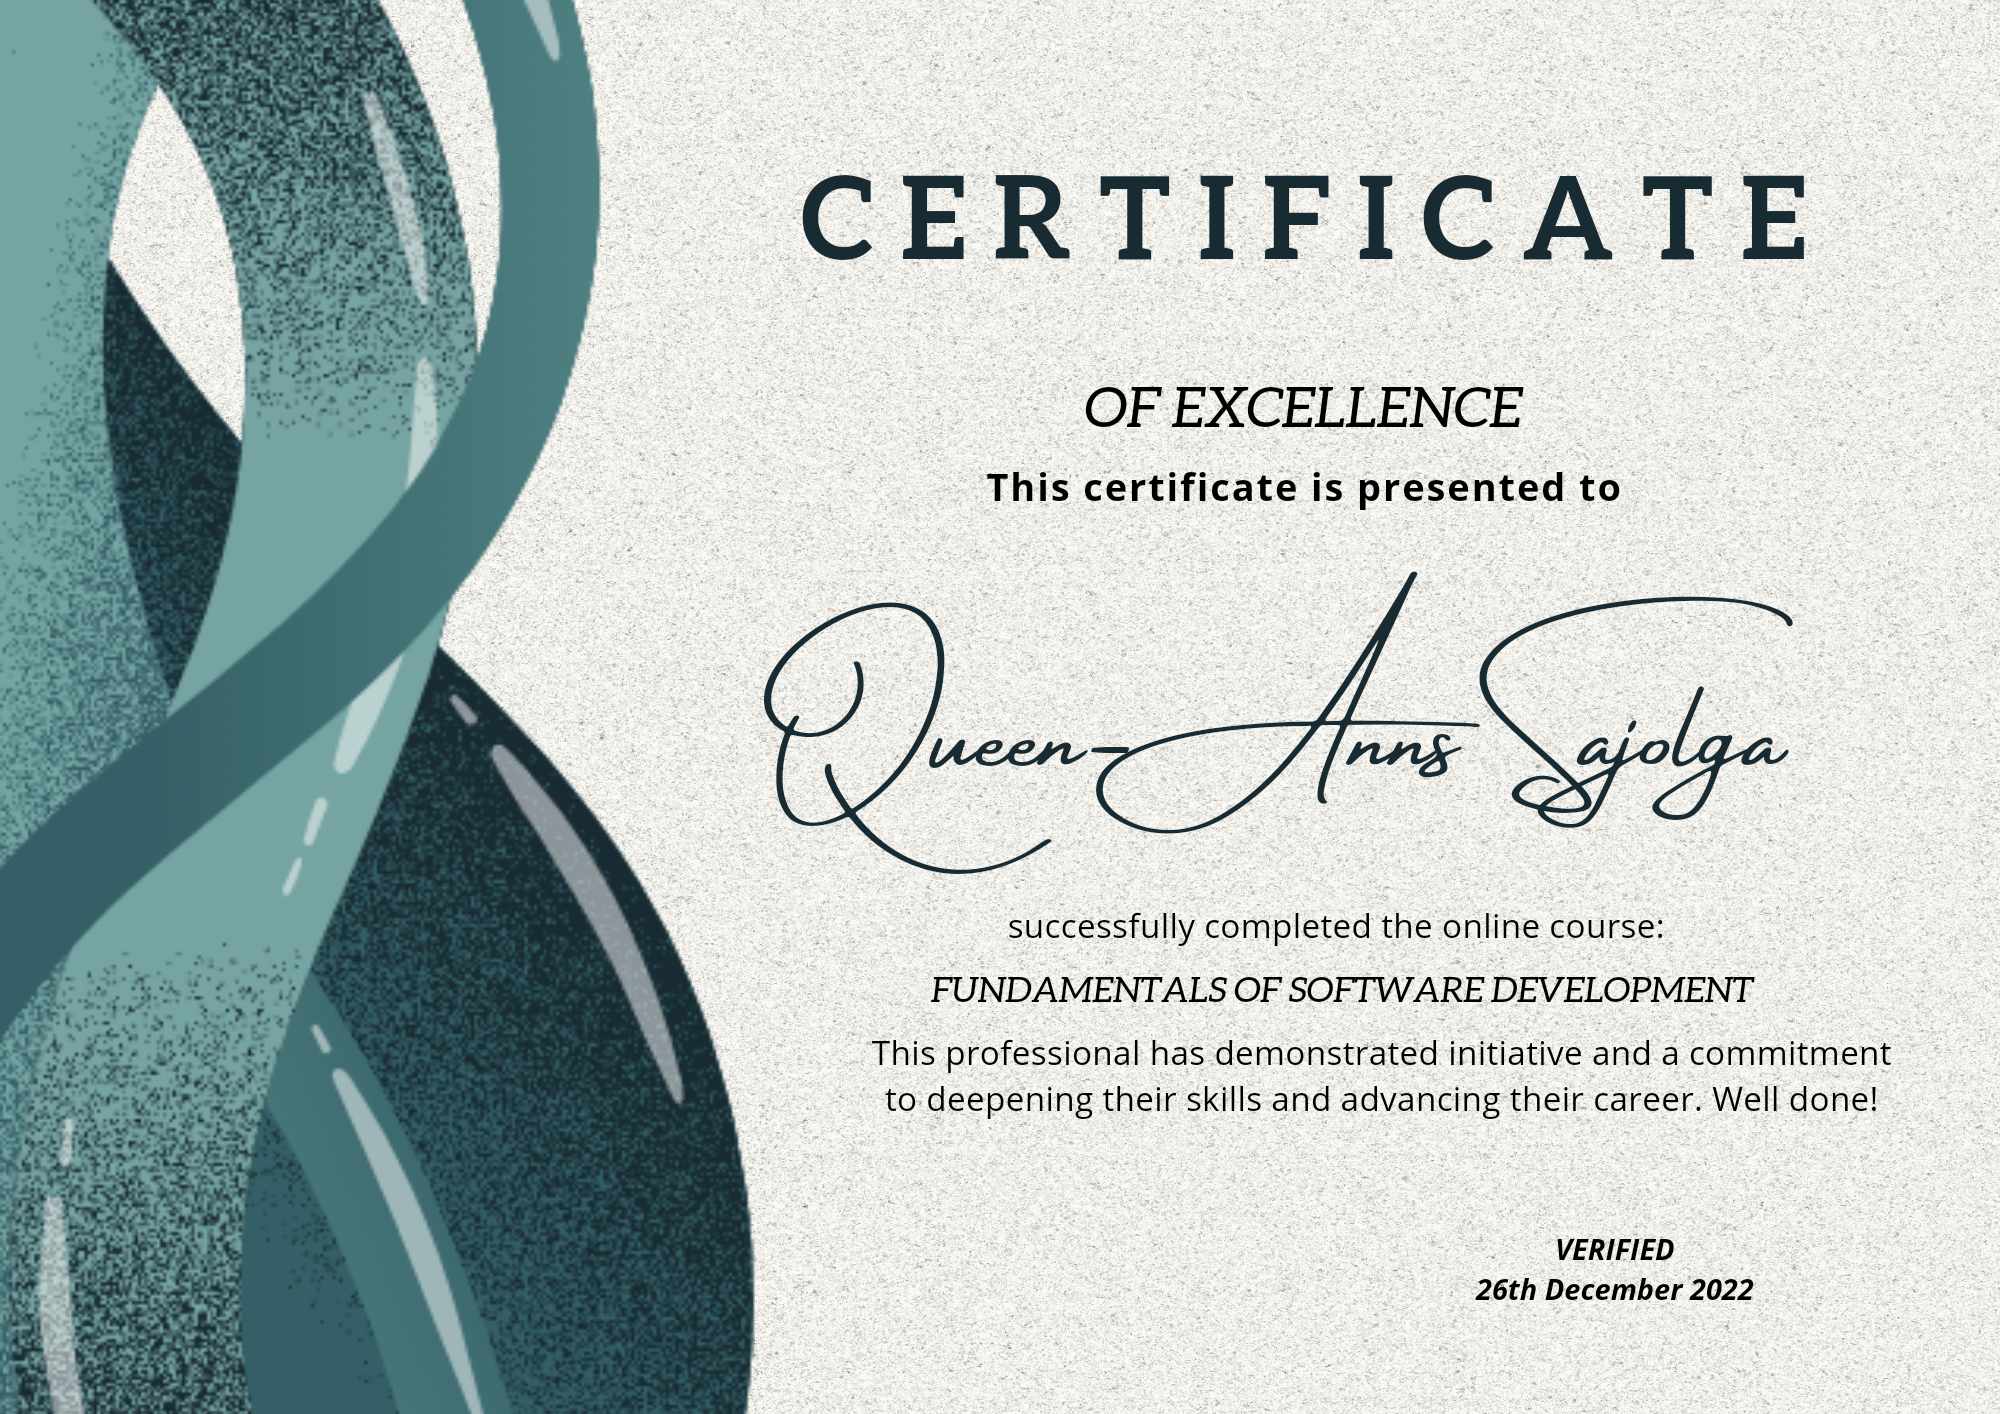 CERTIFICATE
OF EXCELLENCE
This certificate is presented to
Queen-Anns Sajolga
successfully completed the online course:
FUNDAMENTALS OF SOFTWARE DEVELOPMENT
This professional has demonstrated initiative and a commitment
to deepening their skills and advancing their career. Well done!
VERIFIED
26th December 2022